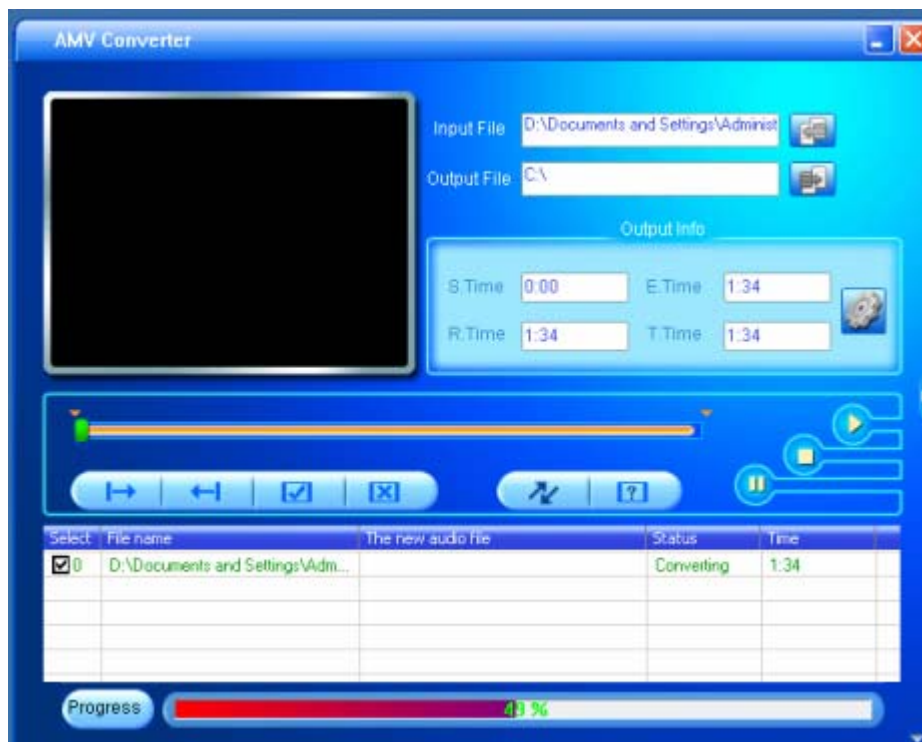 AMV Converter
Input File D:\Documents and Settings\Administ
Output File C:\
Output Info
S.Time 0:00 E.Time 1:34
R.Time 1:34 T.Time 1:34
Select File name The new audio file Status Time
0 D:\Documents and Settings\Adm... Converting 1:34
Progress 49 %